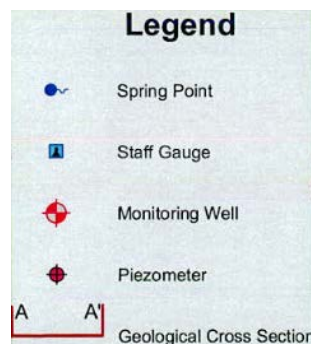 Legend
Spring Point
Staff Gauge
Monitoring Well
Piezometer
A A'
Geological Cross Section